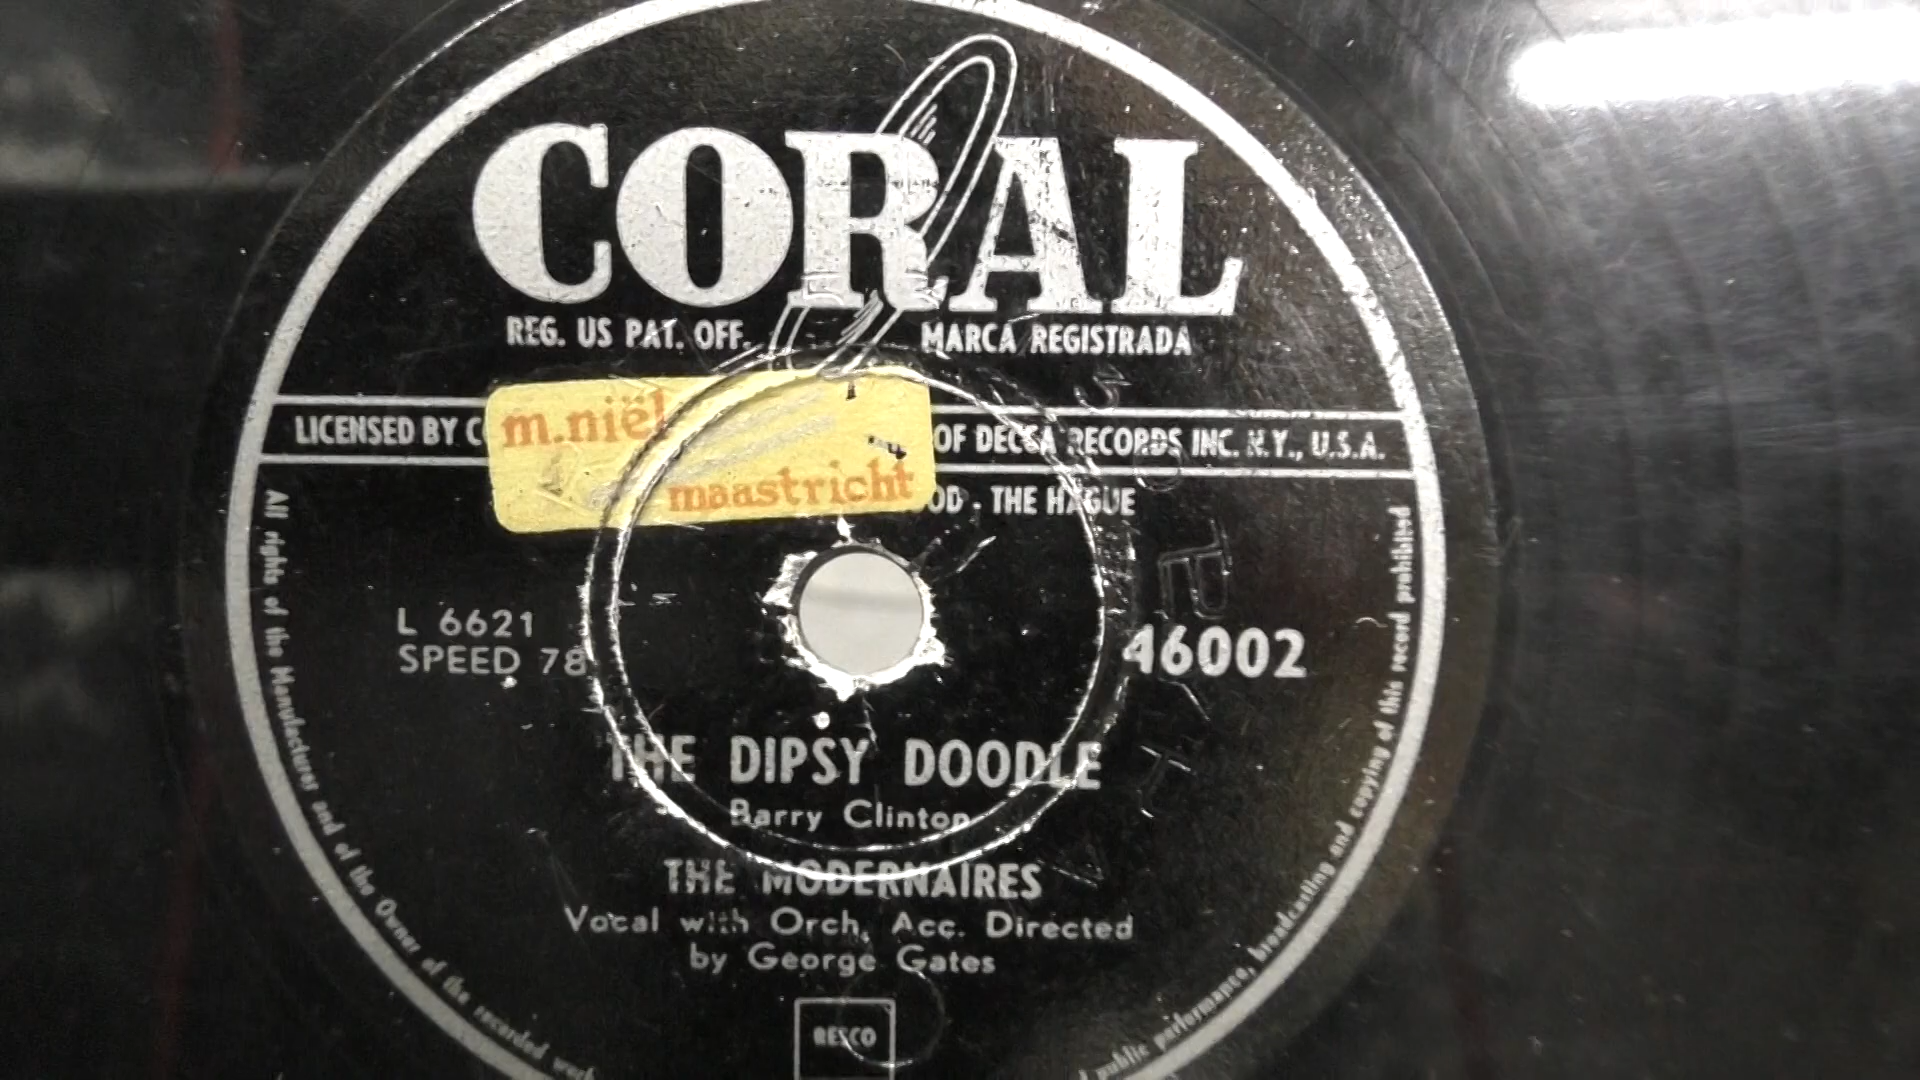 CORAL
REG. US PAT. OFF. MARCA REGISTRADA
LICENSED BY C
OF DECCA RECORDS INC. N.Y., U.S.A.
m.niël
maastricht
OD - THE HAGUE
L 6621
SPEED 78
46002
THE DIPSY DOODLE
Barry Clinton
THE MODERNAIRES
Vocal with Orch. Acc. Directed
by George Gates
RESCO
All rights of the Manufacturers and of the Owner of the recorded work
public performance, broadcasting and copying of this record prohibited